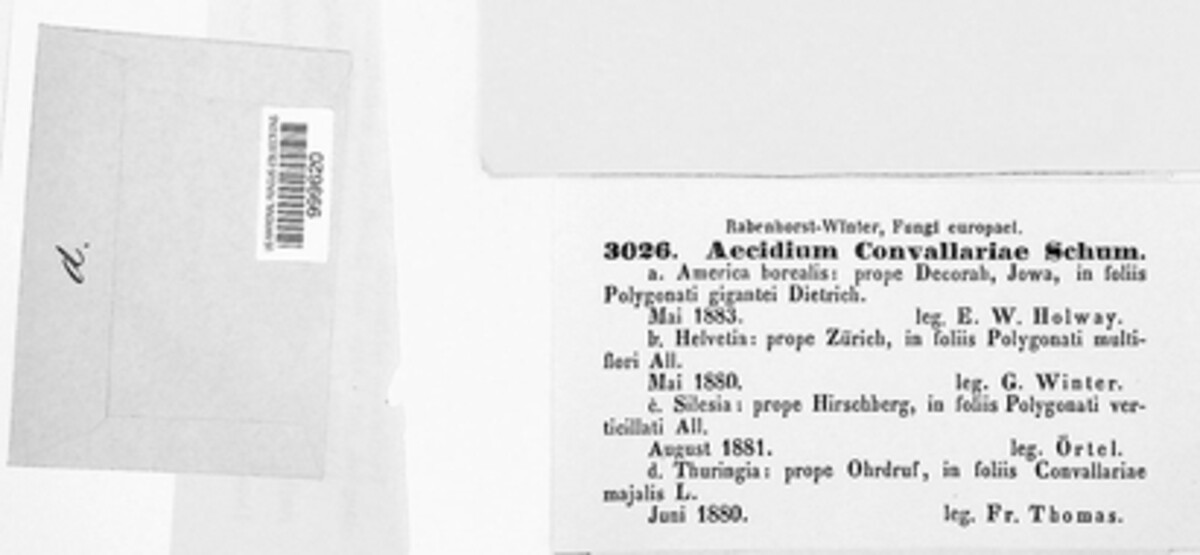 d.
029666
Rabenhorst-Winter, Fungi europaei.
3026. Aecidium Convallariae Schum.
a. America borealis: prope Decorah, Jowa, in foliis
Polygonati gigantei Dietrich.
Mai 1883. leg. E. W. Holway.
b. Helvetia: prope Zürich, in foliis Polygonati multi-
flori All.
Mai 1880. leg. G. Winter.
c. Silesia: prope Hirschberg, in foliis Polygonati ver-
ticillati All.
August 1881. leg. Örtel.
d. Thuringia: prope Ohrdruf, in foliis Convallariae
majalis L.
Juni 1880. leg. Fr. Thomas.